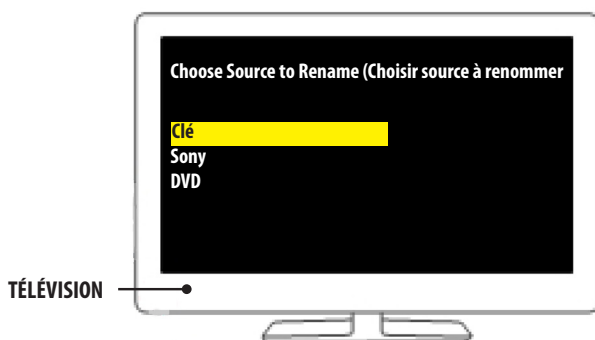 Choose Source to Rename (Choisir source à renommer
Clé
Sony
DVD
TÉLÉVISION